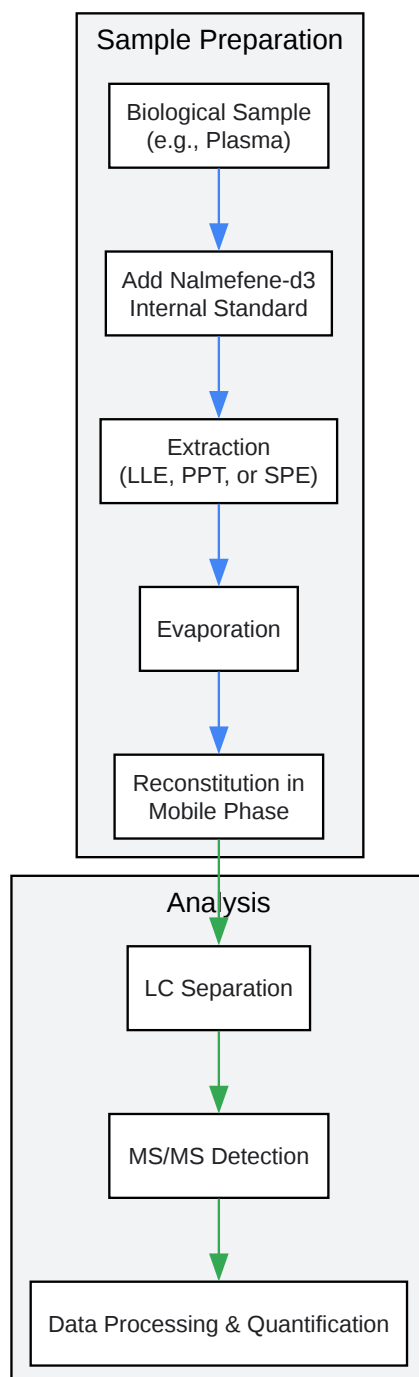 Sample Preparation
Biological Sample
(e.g., Plasma)
Add Nalmefene-d3
Internal Standard
Extraction
(LLE, PPT, or SPE)
Evaporation
Reconstitution in
Mobile Phase
Analysis
LC Separation
MS/MS Detection
Data Processing & Quantification